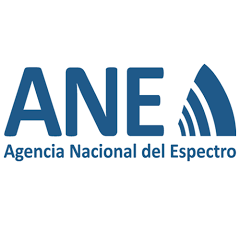 ANE
Agencia Nacional del Espectro